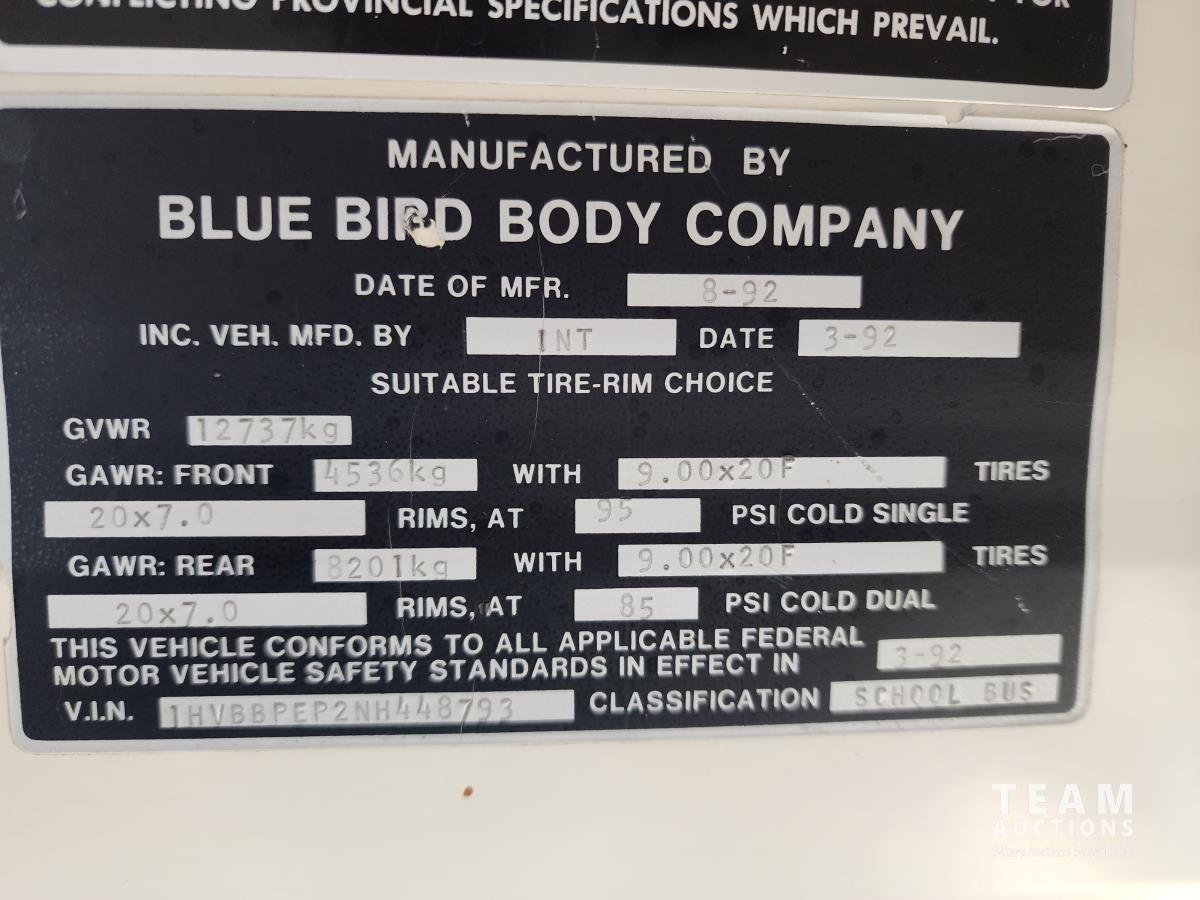 CONFLICTING PROVINCIAL SPECIFICATIONS WHICH PREVAIL.
MANUFACTURED BY
BLUE BIRD BODY COMPANY
DATE OF MFR. 8-92
INC. VEH. MFD. BY INT DATE 3-92
SUITABLE TIRE-RIM CHOICE
GVWR 12737kg
GAWR: FRONT 4536kg WITH 9.00x20F TIRES
20x7.0 RIMS, AT 95 PSI COLD SINGLE
GAWR: REAR 8201kg WITH 9.00x20F TIRES
20x7.0 RIMS, AT 85 PSI COLD DUAL
THIS VEHICLE CONFORMS TO ALL APPLICABLE FEDERAL
MOTOR VEHICLE SAFETY STANDARDS IN EFFECT IN 3-92
V.I.N. 1HVBBPEP2NH448793 CLASSIFICATION SCHOOL BUS
TEAM
AUCTIONS